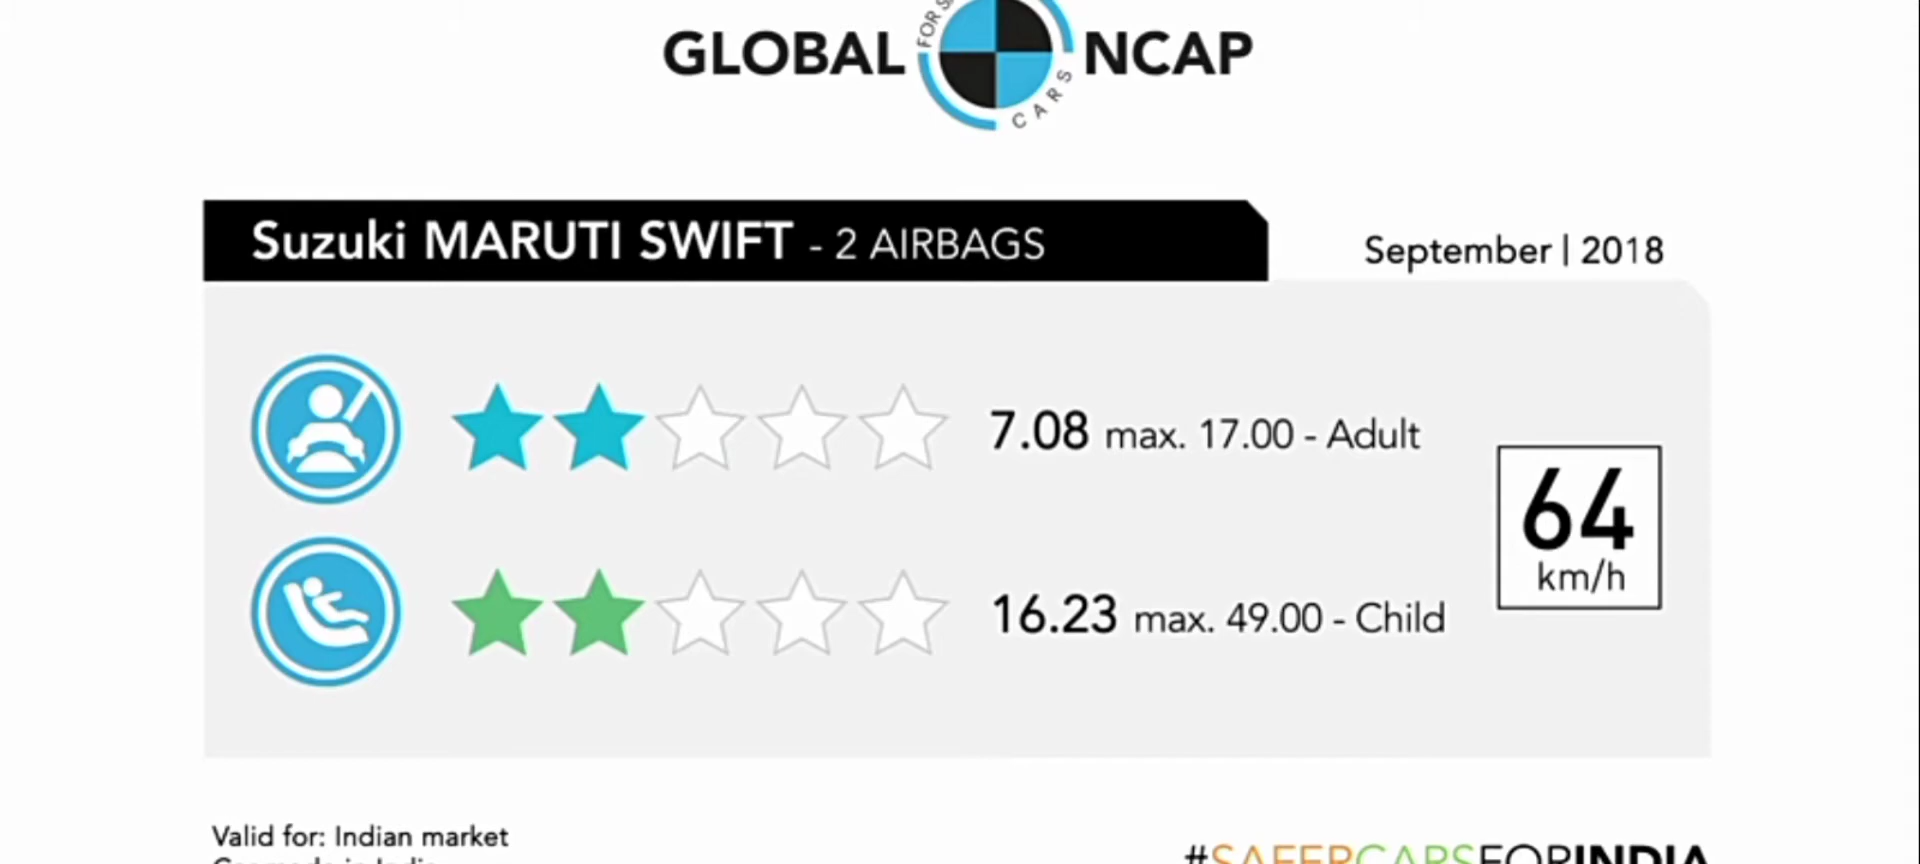 GLOBAL NCAP
FOR
CARS
Suzuki MARUTI SWIFT - 2 AIRBAGS
September | 2018
7.08 max. 17.00 - Adult
64
km/h
16.23 max. 49.00 - Child
Valid for: Indian market
#SAFERCARSFORINDIA